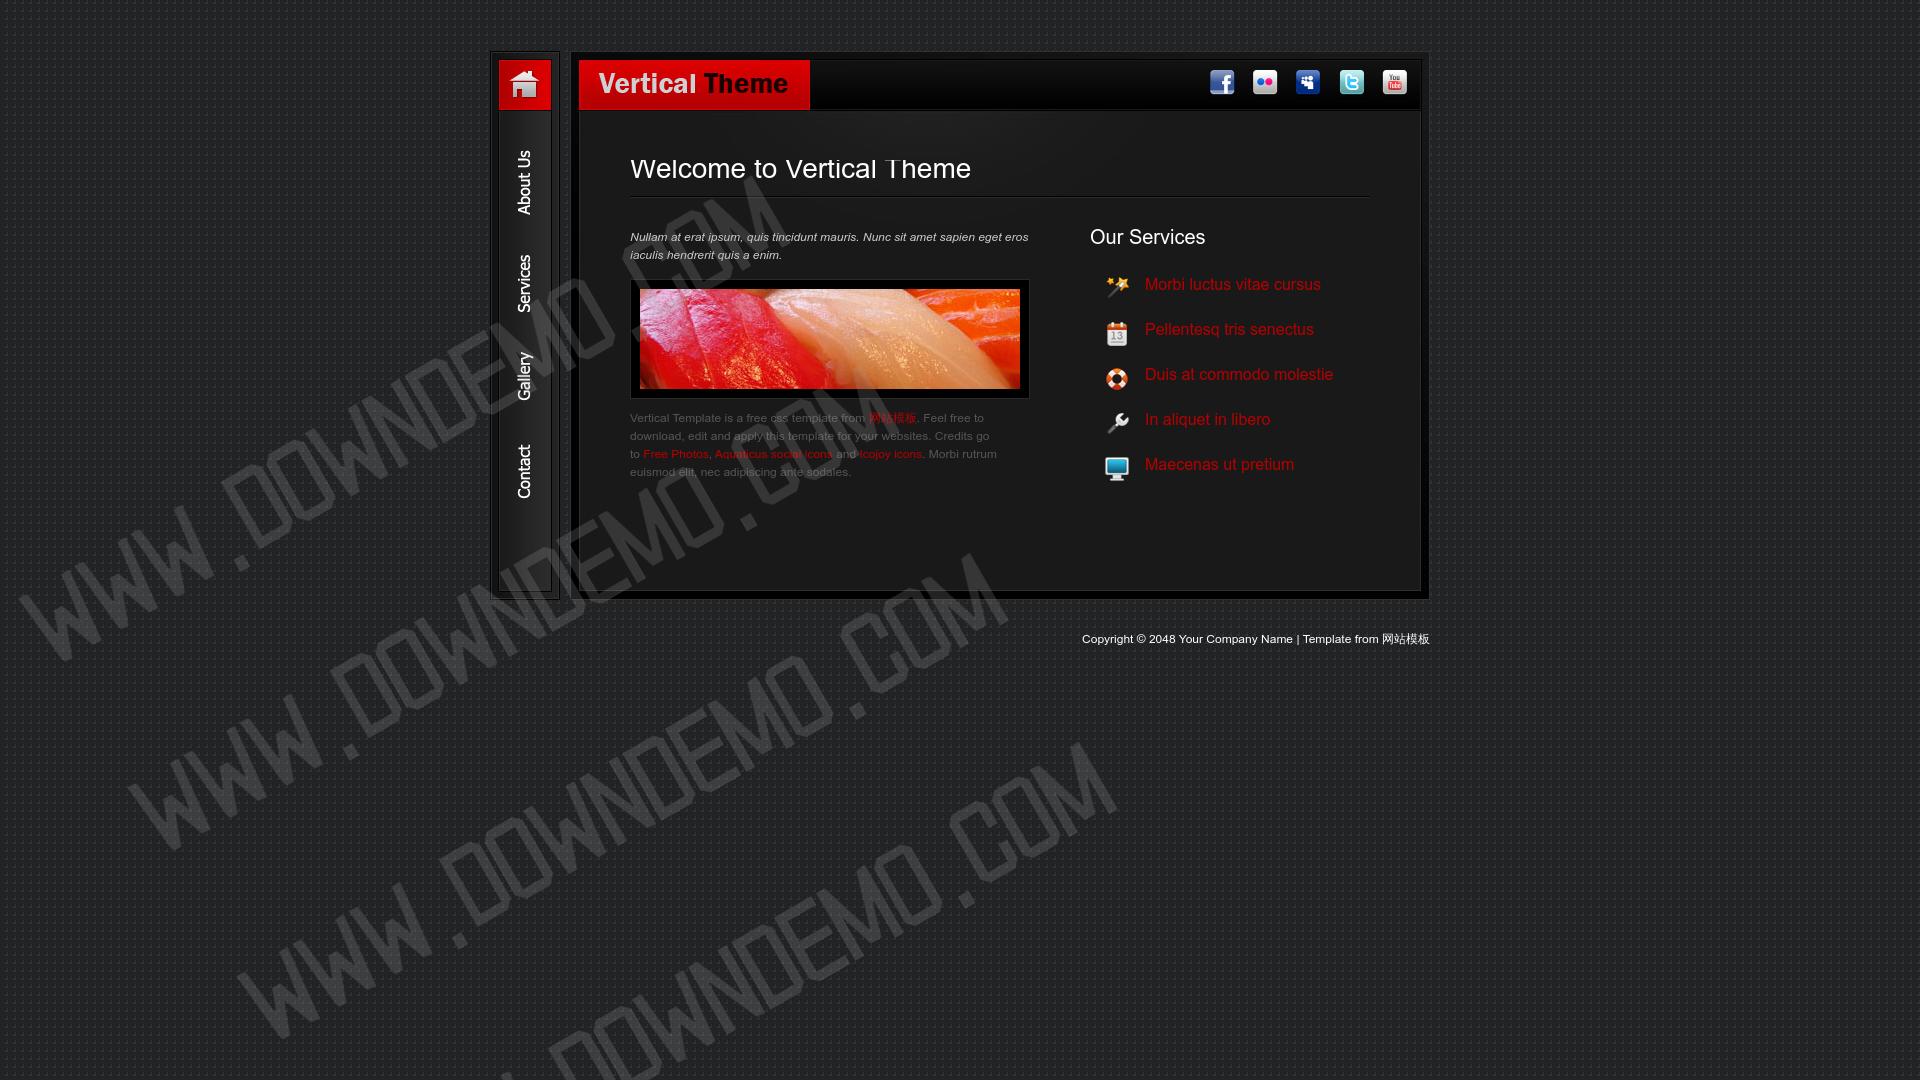 Vertical Theme
About Us
Services
Gallery
Contact
Welcome to Vertical Theme
Nullam at erat ipsum, quis tincidunt mauris. Nunc sit amet sapien eget eros
iaculis hendrerit quis a enim.
Vertical Template is a free css template from 网站模板. Feel free to
download, edit and apply this template for your websites. Credits go
to Free Photos, Aquaticus social icons and Icojoy icons. Morbi rutrum
euismod elit, nec adipiscing ante sodales.
Our Services
Morbi luctus vitae cursus
13
Pellentesq tris senectus
Duis at commodo molestie
In aliquet in libero
Maecenas ut pretium
You
Tube
Copyright © 2048 Your Company Name | Template from 网站模板
WWW.DOWNDEMO.COM
WWW.DOWNDEMO.COM
WWW.DOWNDEMO.COM
DOWNDEMO.COM